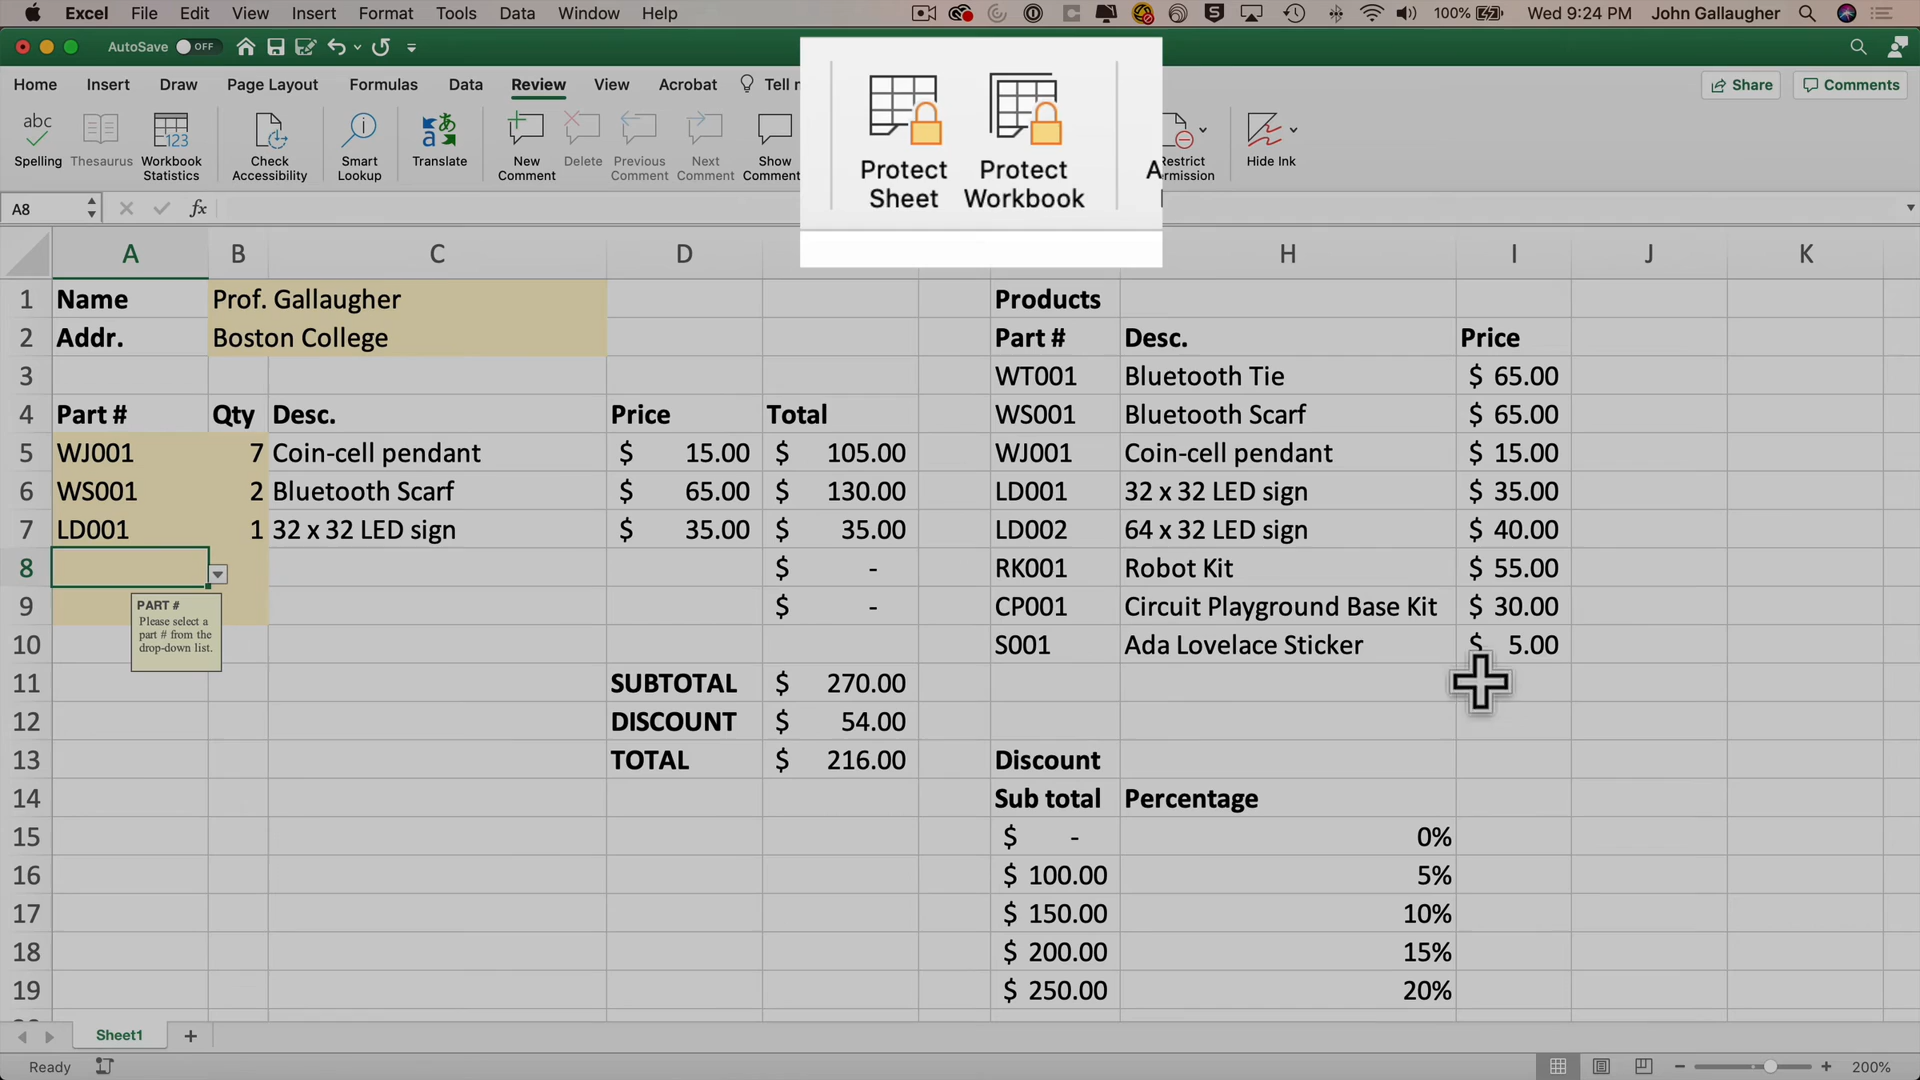 Excel File Edit View Insert Format Tools Data Window Help 100% Wed 9:24 PM John Gallaugher
AutoSave OFF
Home Insert Draw Page Layout Formulas Data Review View Acrobat Tell Share Comments
abc
Spelling Thesaurus Workbook Statistics Check Accessibility Smart Lookup Translate New Comment Delete Previous Comment Next Comment Show Comment Protect Sheet Protect Workbook Hide Ink
A8 fx
A B C D H I J K
1 Name Prof. Gallaugher Products
2 Addr. Boston College Part # Desc. Price
3 WT001 Bluetooth Tie $ 65.00
4 Part # Qty Desc. Price Total WS001 Bluetooth Scarf $ 65.00
5 WJ001 7 Coin-cell pendant $ 15.00 $ 105.00 WJ001 Coin-cell pendant $ 15.00
6 WS001 2 Bluetooth Scarf $ 65.00 $ 130.00 LD001 32 x 32 LED sign $ 35.00
7 LD001 1 32 x 32 LED sign $ 35.00 $ 35.00 LD002 64 x 32 LED sign $ 40.00
8 $ - RK001 Robot Kit $ 55.00
9 $ - CP001 Circuit Playground Base Kit $ 30.00
PART #
Please select a
part # from the
drop-down list.
10 S001 Ada Lovelace Sticker $ 5.00
11 SUBTOTAL $ 270.00
12 DISCOUNT $ 54.00
13 TOTAL $ 216.00 Discount
14 Sub total Percentage
15 $ - 0%
16 $ 100.00 5%
17 $ 150.00 10%
18 $ 200.00 15%
19 $ 250.00 20%
Sheet1
Ready 200%